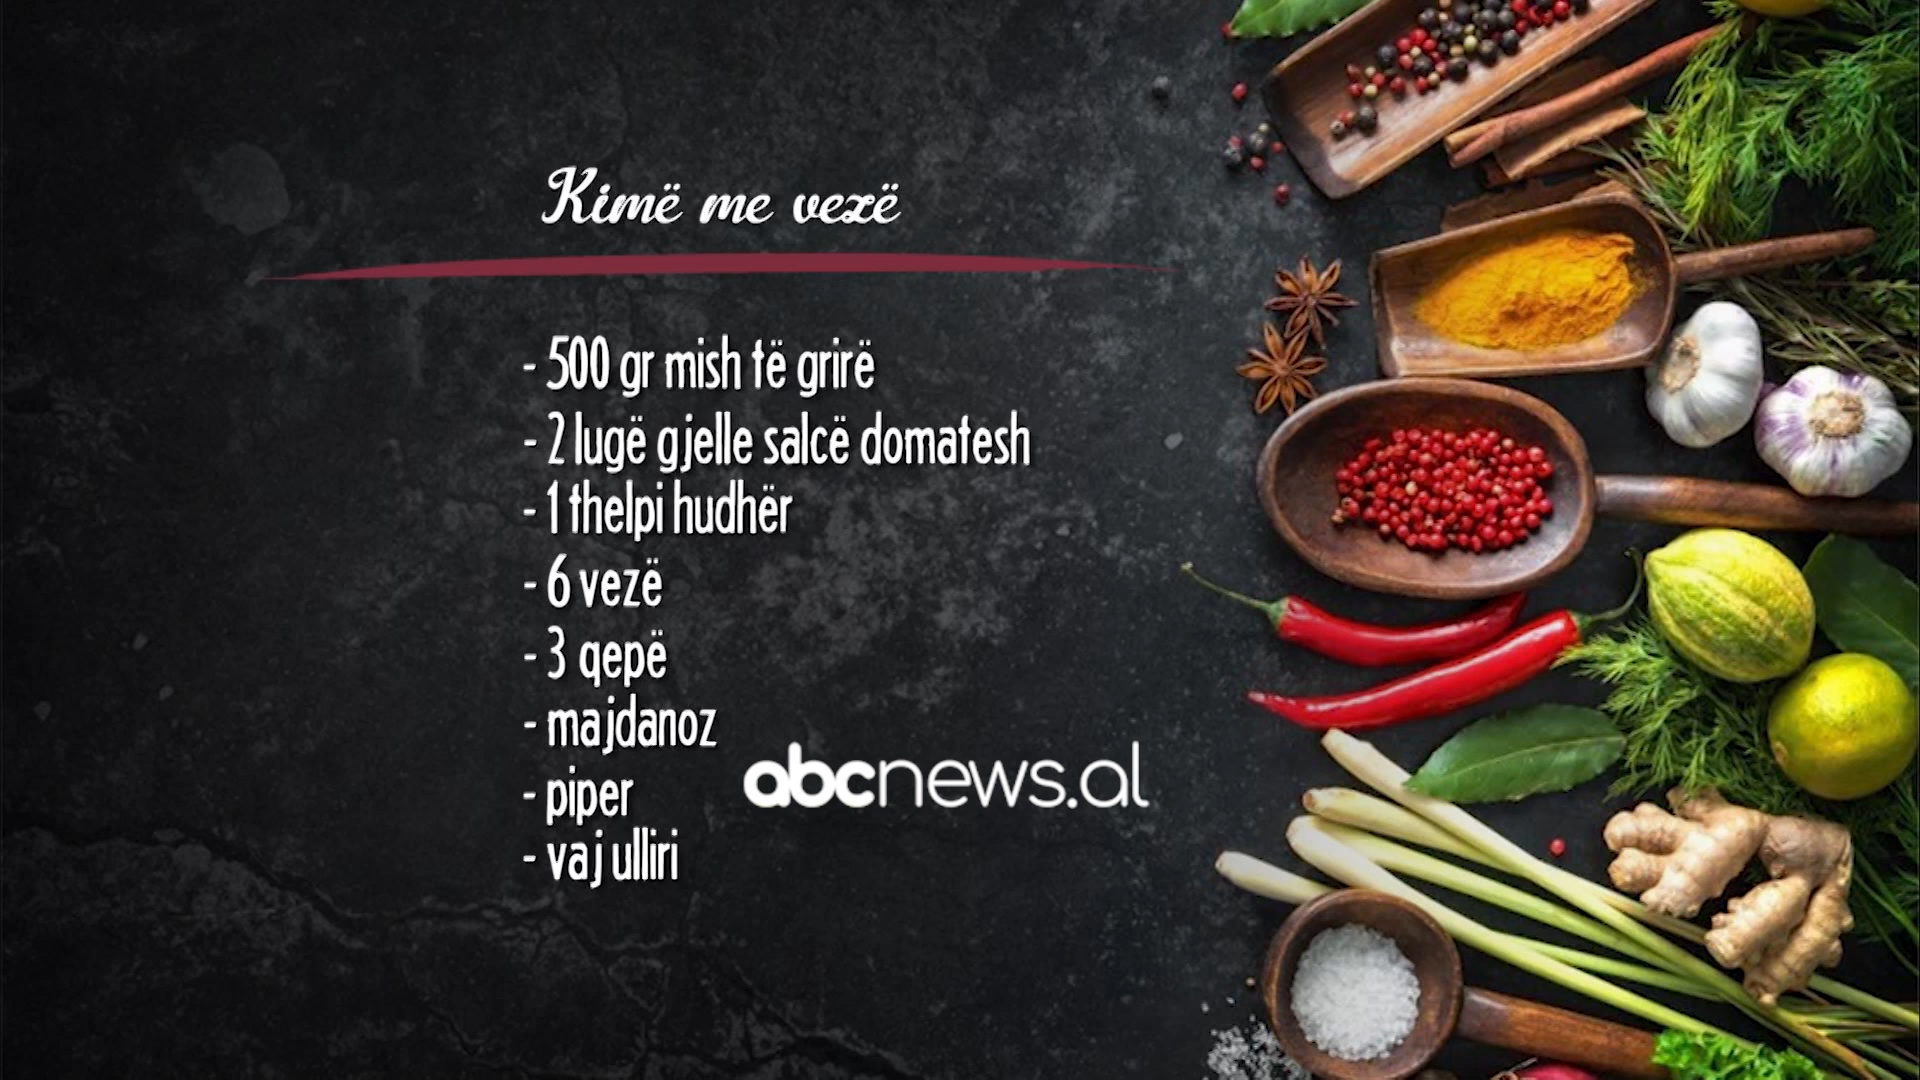 Kimë me vezë
- 500 gr mish të grirë
- 2 lugë gjelle salcë domatesh
- 1 thelpi hudhër
- 6 vezë
- 3 qepë
- majdanoz
- piper
- vaj ulliri
abcnews.al